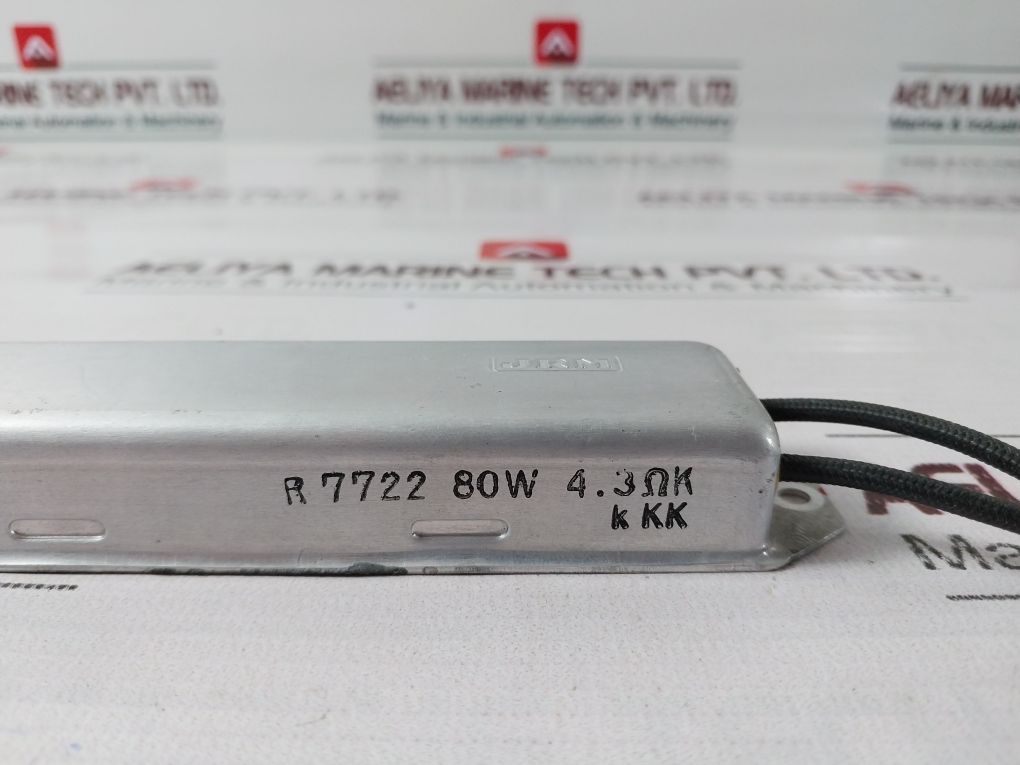 AELIYA MARINE TECH PVT. LTD.
Marine & Industrial Automation & Machinery
AELIYA MARINE TECH PVT. LTD.
Marine & Industrial Automation & Machinery
JRM
R 7722 80W 4.3ΩK
k KK